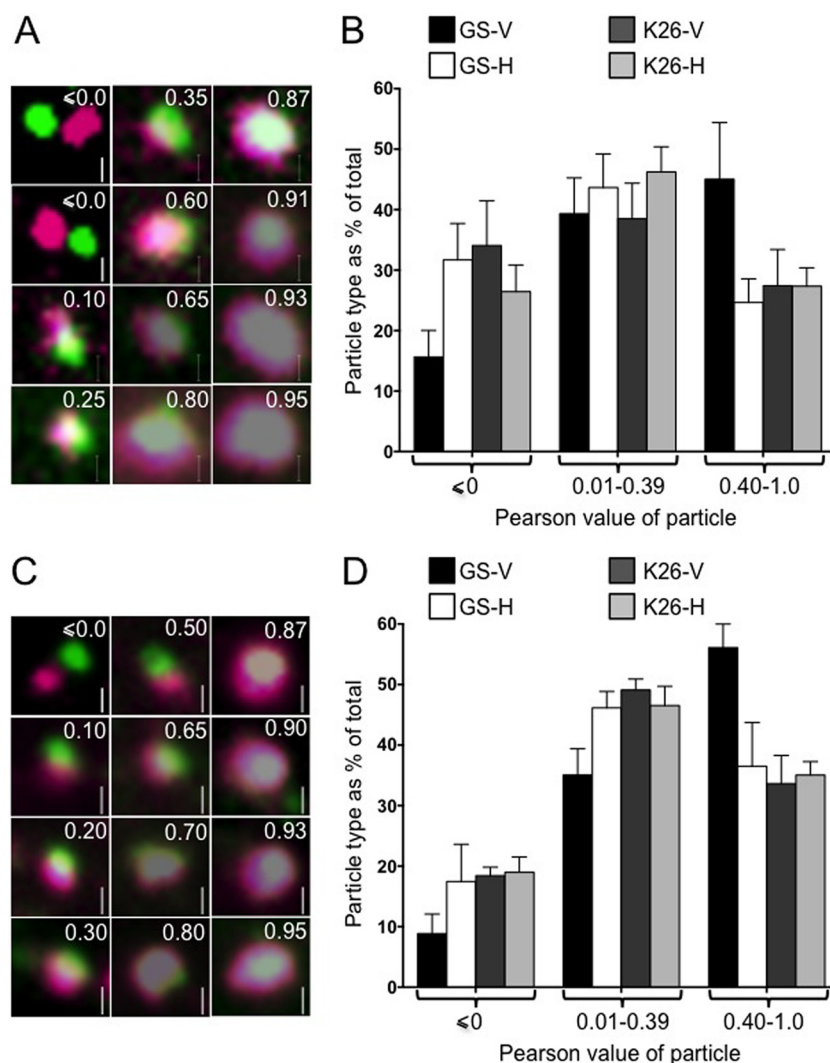 A
⩽0.0 0.35 0.87
⩽0.0 0.60 0.91
0.10 0.65 0.93
0.25 0.80 0.95
B
GS-V K26-V
GS-H K26-H
Particle type as % of total
60
50
40
30
20
10
0
⩽0 0.01-0.39 0.40-1.0
Pearson value of particle
C
⩽0.0 0.50 0.87
0.10 0.65 0.90
0.20 0.70 0.93
0.30 0.80 0.95
D
GS-V K26-V
GS-H K26-H
Particle type as % of total
60
50
40
30
20
10
0
⩽0 0.01-0.39 0.40-1.0
Pearson value of particle